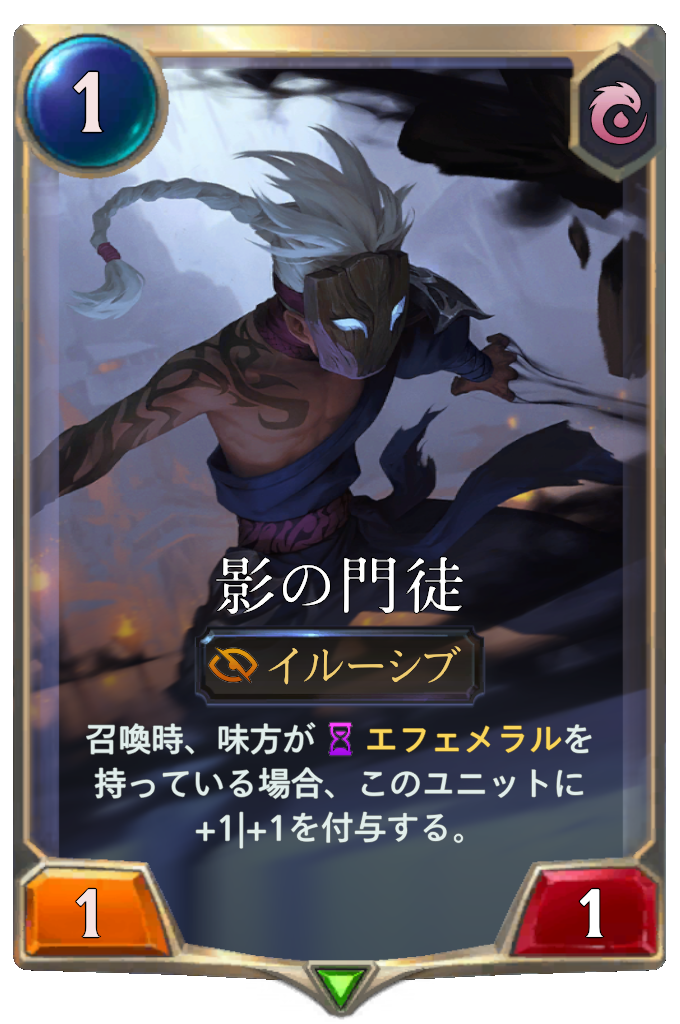 1
影の門徒
イルーシブ
召喚時、味方が エフェメラルを
持っている場合、このユニットに
+1|+1を付与する。
1
1